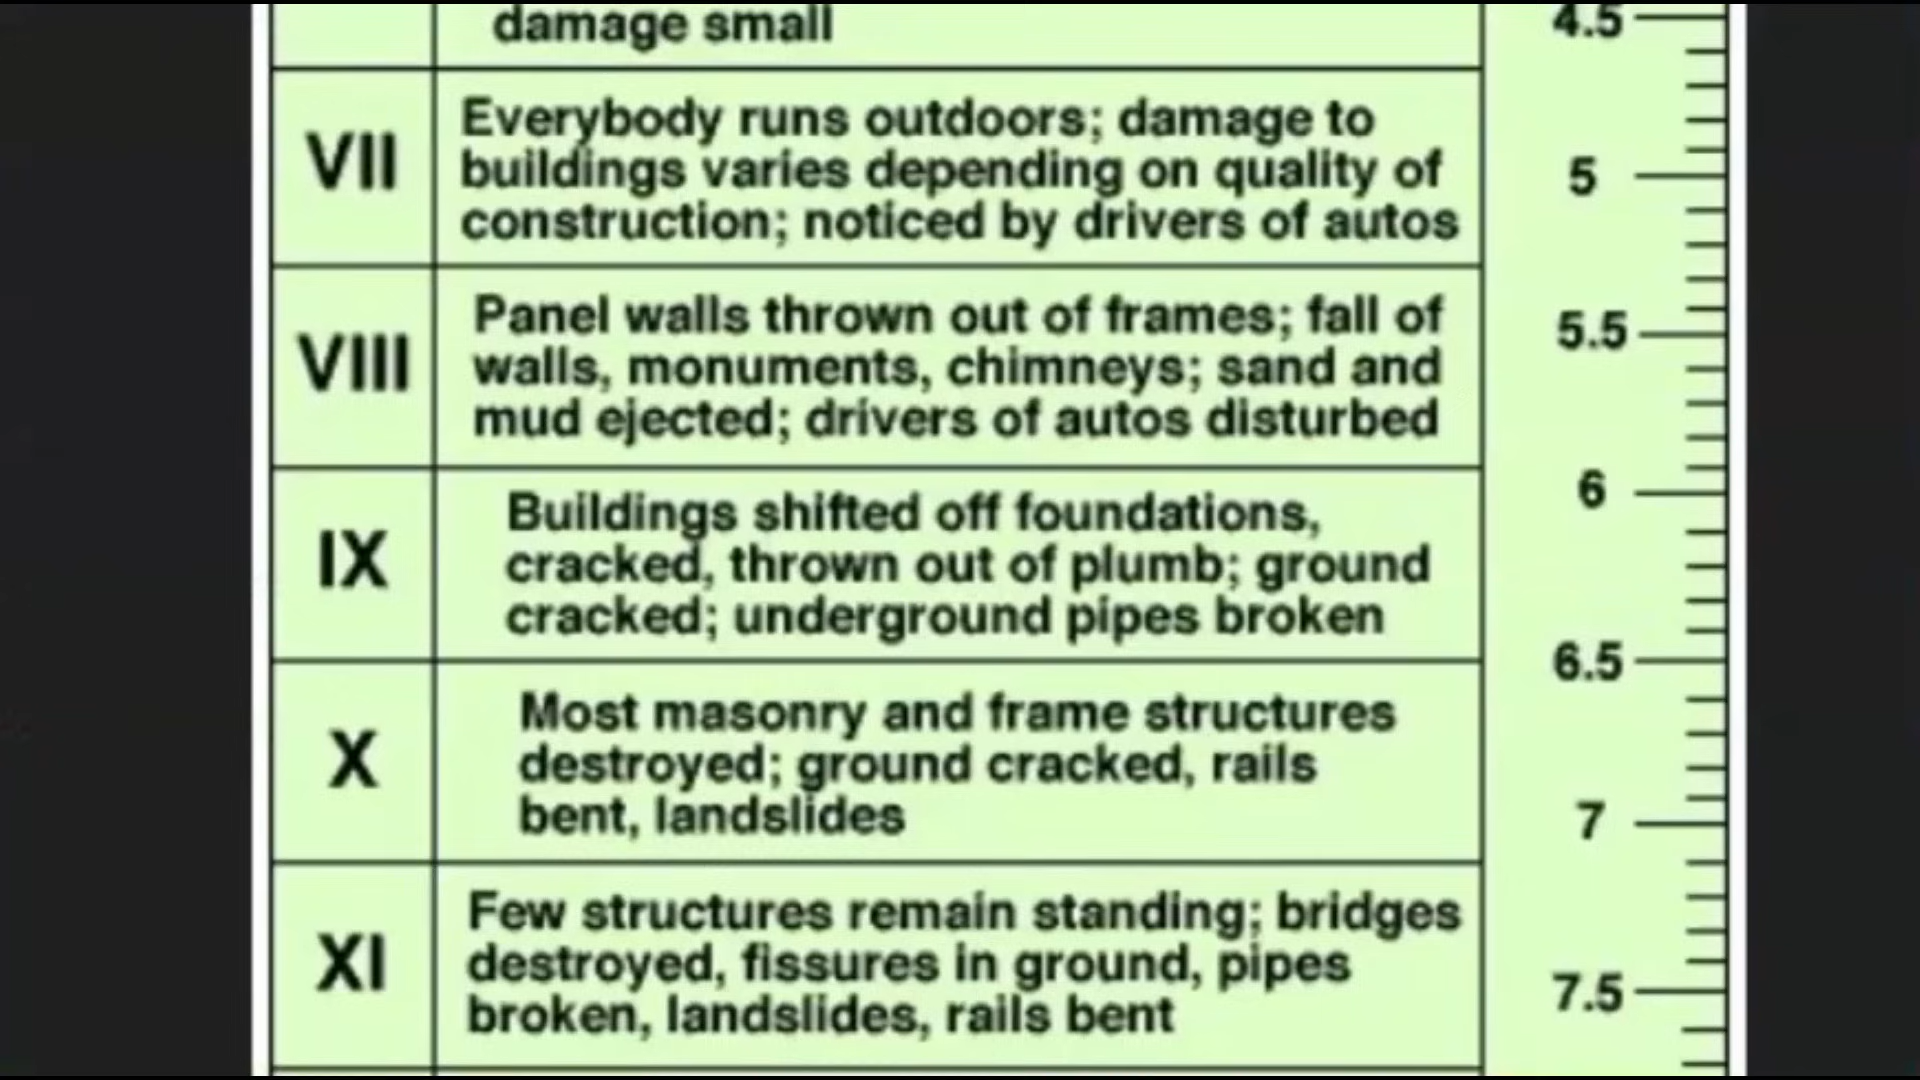 damage small
4.5
VII
Everybody runs outdoors; damage to
buildings varies depending on quality of
construction; noticed by drivers of autos
5
VIII
Panel walls thrown out of frames; fall of
walls, monuments, chimneys; sand and
mud ejected; drivers of autos disturbed
5.5
IX
Buildings shifted off foundations,
cracked, thrown out of plumb; ground
cracked; underground pipes broken
6
6.5
X
Most masonry and frame structures
destroyed; ground cracked, rails
bent, landslides
7
XI
Few structures remain standing; bridges
destroyed, fissures in ground, pipes
broken, landslides, rails bent
7.5